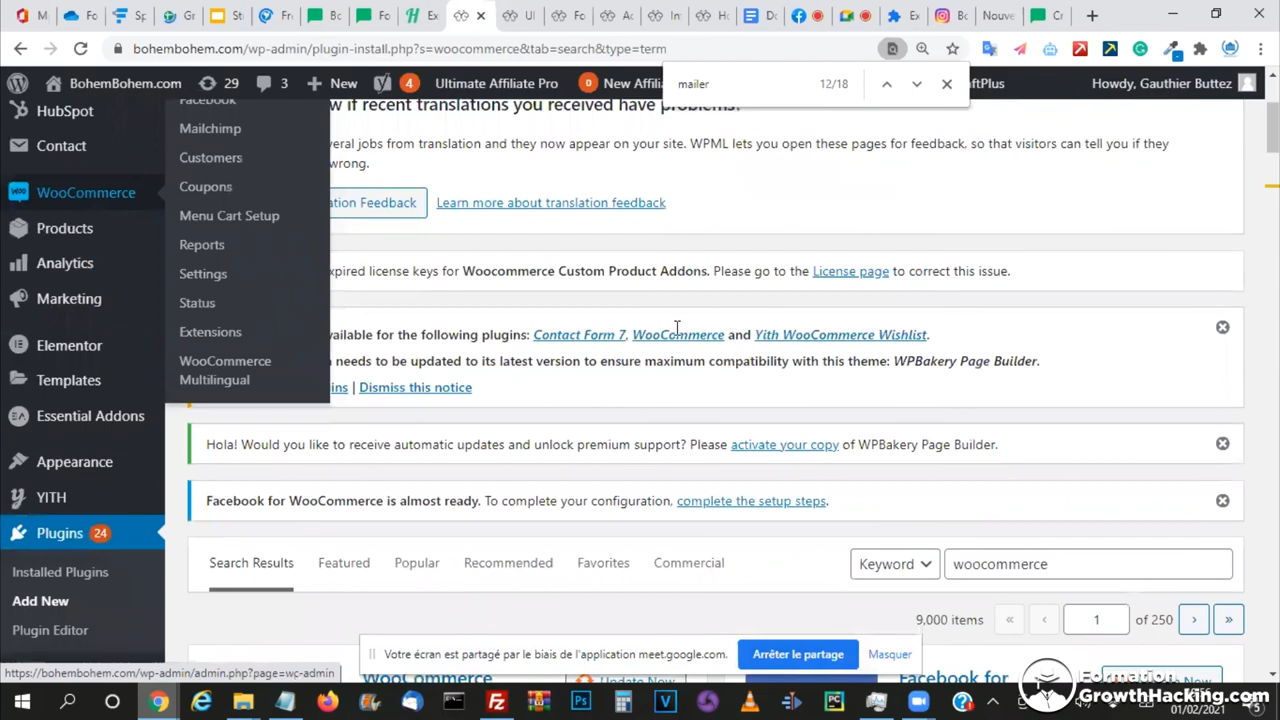 bohembohem.com/wp-admin/plugin-install.php?s=woocommerce&tab=search&type=term
BohemBohem 29 3 New 4 Ultimate Affiliate Pro 0 New Affili
Howdy, Gauthier Buttez
mailer 12/18
HubSpot
Contact
WooCommerce
Products
Analytics
Marketing
Elementor
Templates
Essential Addons
Appearance
YITH
Plugins 24
Installed Plugins
Add New
Plugin Editor
Facebook
Mailchimp
Customers
Coupons
Menu Cart Setup
Reports
Settings
Status
Extensions
WooCommerce
Multilingual
w if recent translations you received have problems?
veral jobs from translation and they now appear on your site. WPML lets you open these pages for feedback, so that visitors can tell you if they
wrong.
ation Feedback Learn more about translation feedback
xpired license keys for Woocommerce Custom Product Addons. Please go to the License page to correct this issue.
vailable for the following plugins: Contact Form 7, WooCommerce and Yith WooCommerce Wishlist.
n needs to be updated to its latest version to ensure maximum compatibility with this theme: WPBakery Page Builder.
ins | Dismiss this notice
Hola! Would you like to receive automatic updates and unlock premium support? Please activate your copy of WPBakery Page Builder.
Facebook for WooCommerce is almost ready. To complete your configuration, complete the setup steps.
Search Results Featured Popular Recommended Favorites Commercial Keyword woocommerce
9,000 items « ‹ 1 of 250 › »
Votre écran est partagé par le biais de l'application meet.google.com. Arrêter le partage Masquer
https://bohembohem.com/wp-admin/admin.php?page=wc-admin
WooCommerce
Update Now
Facebook for
Formation
GrowthHacking.com
01/02/2021